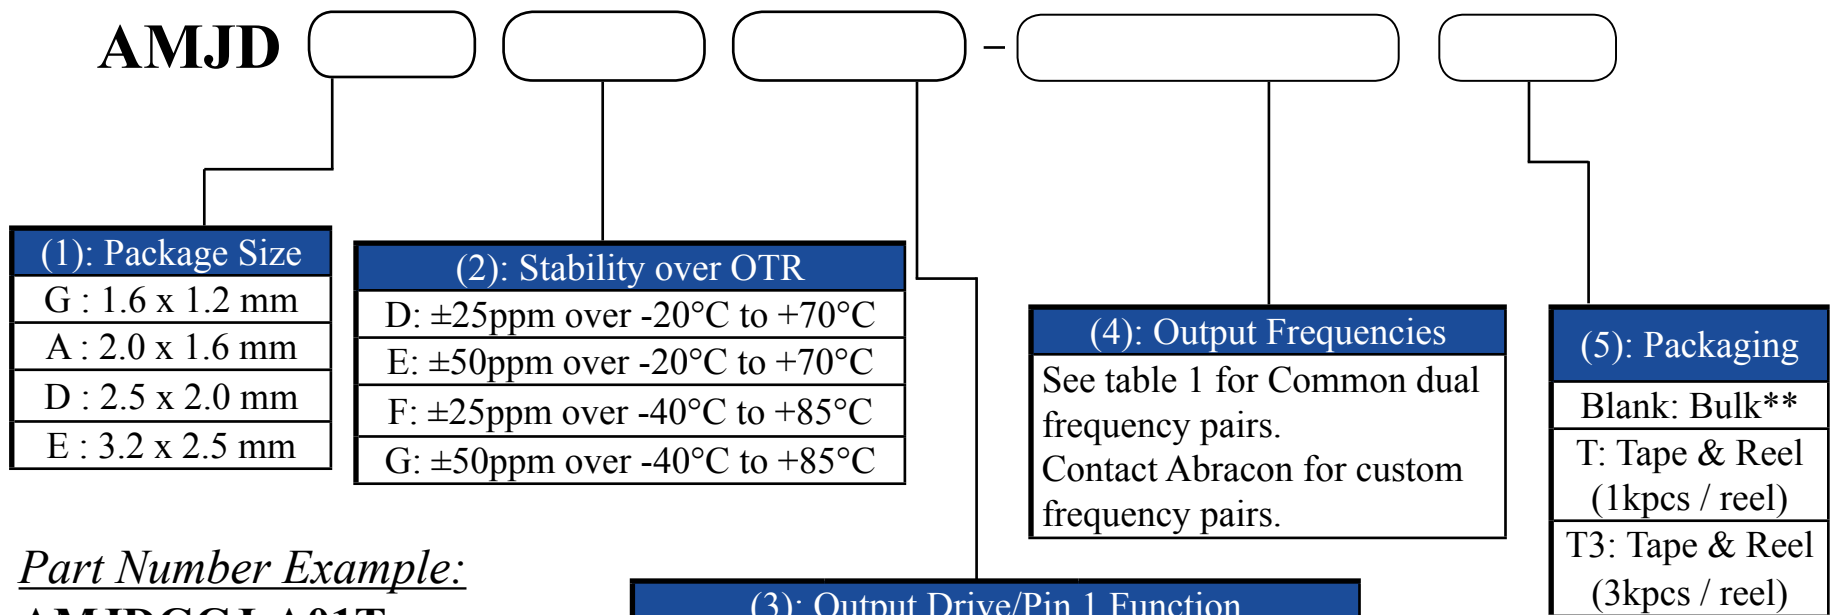 AMJD –
(1): Package Size
G : 1.6 x 1.2 mm
A : 2.0 x 1.6 mm
D : 2.5 x 2.0 mm
E : 3.2 x 2.5 mm
(2): Stability over OTR
D: ±25ppm over -20°C to +70°C
E: ±50ppm over -20°C to +70°C
F: ±25ppm over -40°C to +85°C
G: ±50ppm over -40°C to +85°C
(4): Output Frequencies
See table 1 for Common dual
frequency pairs.
Contact Abracon for custom
frequency pairs.
(5): Packaging
Blank: Bulk**
T: Tape & Reel
(1kpcs / reel)
T3: Tape & Reel
(3kpcs / reel)
Part Number Example:
(3): Output Drive/Pin 1 Function